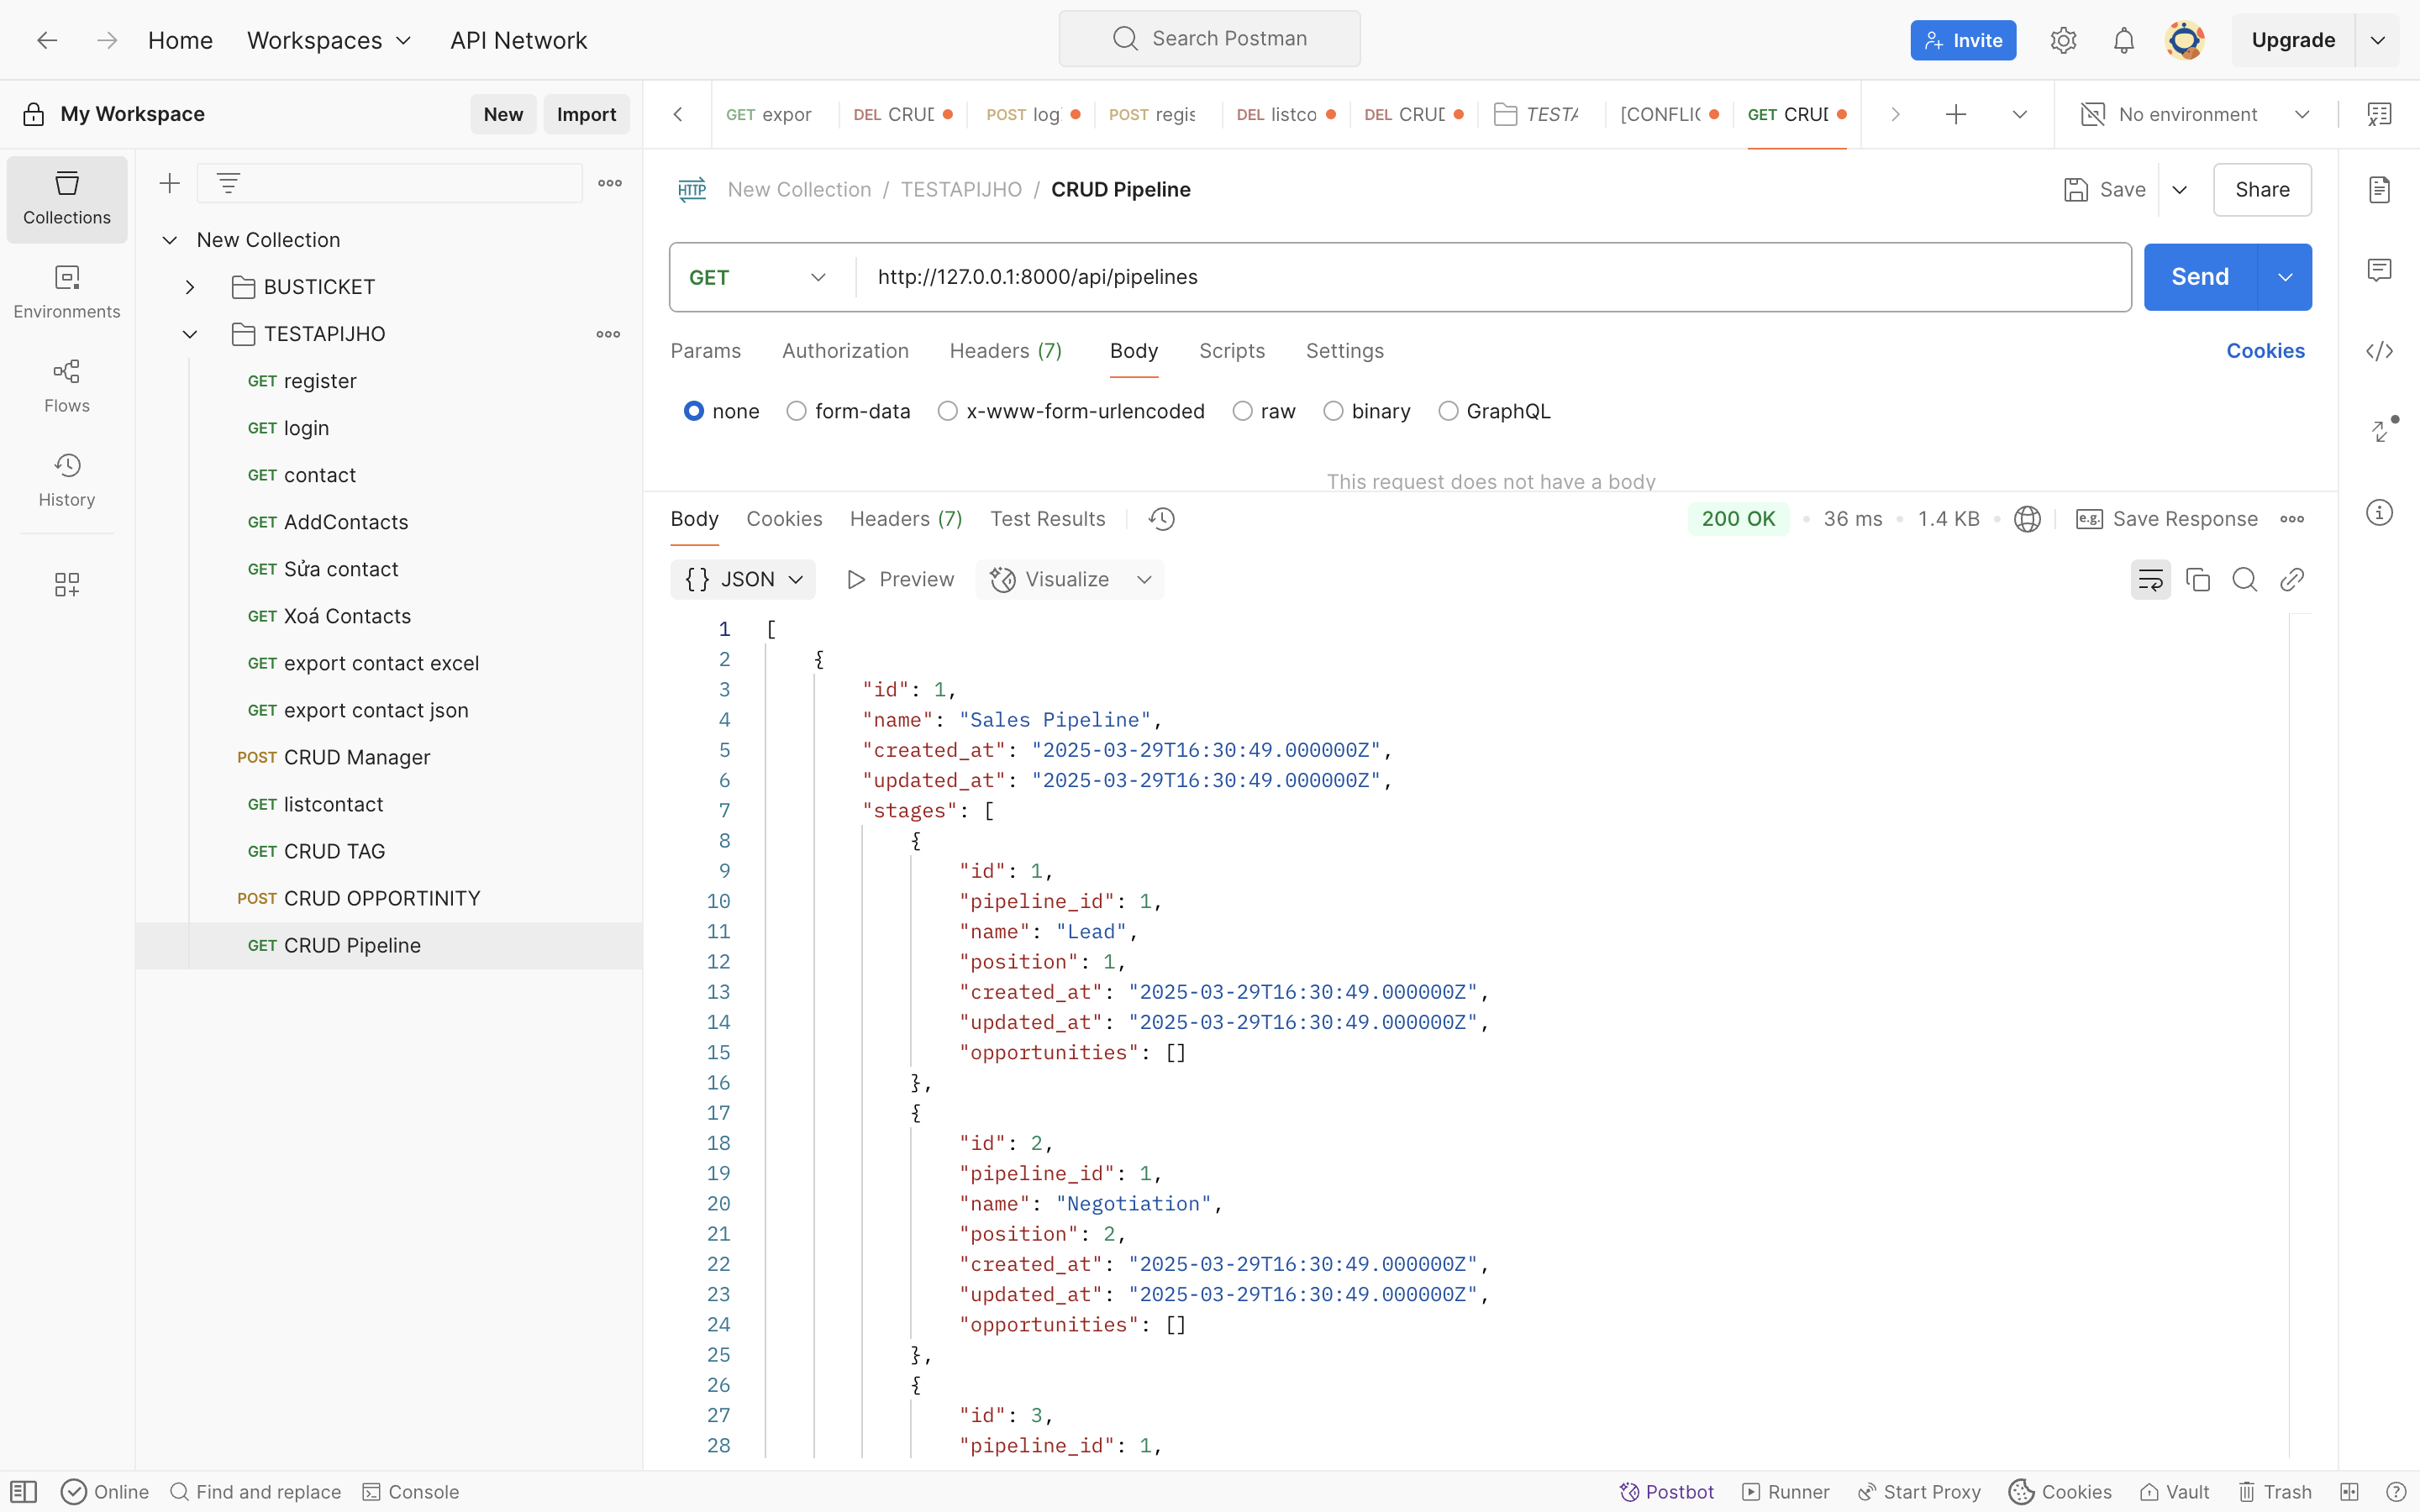 Home Workspaces API Network Search Postman Invite Upgrade
My Workspace New Import GET expor DEL CRUD POST log POST regis DEL listco DEL CRUD TESTA [CONFLIC GET CRUD No environment
Collections
Environments
Flows
History
New Collection
BUSTICKET
TESTAPIJHO
GET register
GET login
GET contact
GET AddContacts
GET Sửa contact
GET Xoá Contacts
GET export contact excel
GET export contact json
POST CRUD Manager
GET listcontact
GET CRUD TAG
POST CRUD OPPORTINITY
GET CRUD Pipeline
HTTP New Collection / TESTAPIJHO / CRUD Pipeline Save Share
GET http://127.0.0.1:8000/api/pipelines Send
Params Authorization Headers (7) Body Scripts Settings Cookies
none form-data x-www-form-urlencoded raw binary GraphQL
This request does not have a body
Body Cookies Headers (7) Test Results 200 OK 36 ms 1.4 KB e.g. Save Response
{} JSON Preview Visualize
1 [
2 {
3 "id": 1,
4 "name": "Sales Pipeline",
5 "created_at": "2025-03-29T16:30:49.000000Z",
6 "updated_at": "2025-03-29T16:30:49.000000Z",
7 "stages": [
8 {
9 "id": 1,
10 "pipeline_id": 1,
11 "name": "Lead",
12 "position": 1,
13 "created_at": "2025-03-29T16:30:49.000000Z",
14 "updated_at": "2025-03-29T16:30:49.000000Z",
15 "opportunities": []
16 },
17 {
18 "id": 2,
19 "pipeline_id": 1,
20 "name": "Negotiation",
21 "position": 2,
22 "created_at": "2025-03-29T16:30:49.000000Z",
23 "updated_at": "2025-03-29T16:30:49.000000Z",
24 "opportunities": []
25 },
26 {
27 "id": 3,
28 "pipeline_id": 1,
Online Find and replace Console Postbot Runner Start Proxy Cookies Vault Trash